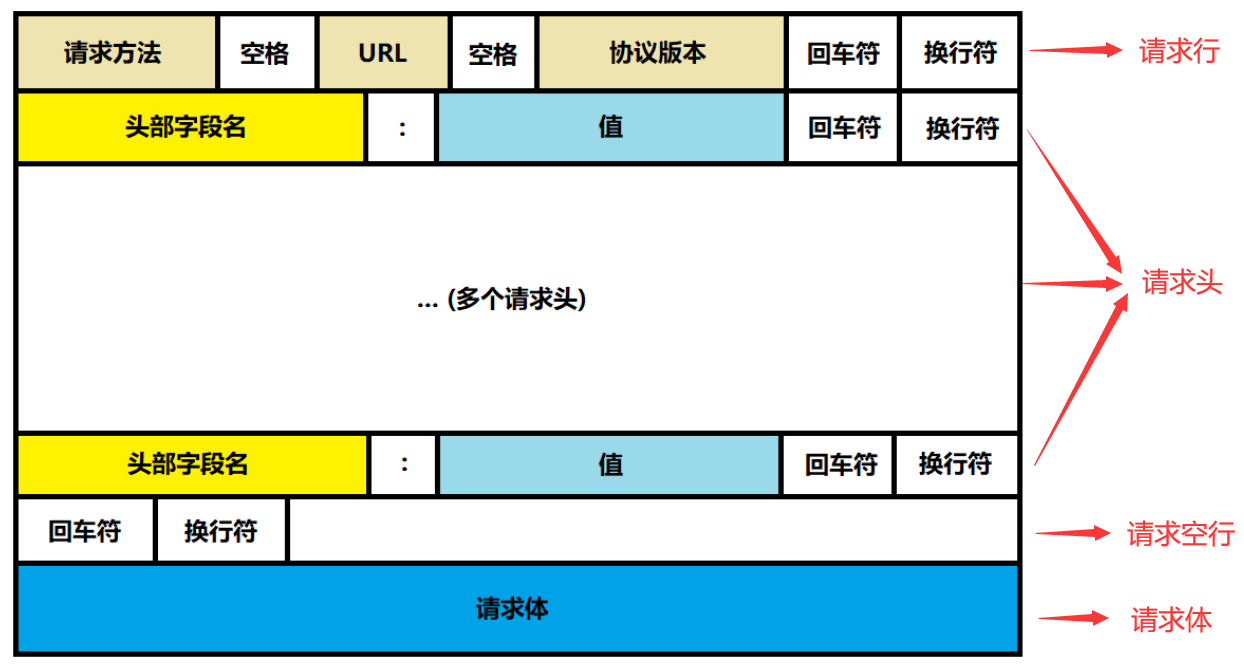 请求方法 空格 URL 空格 协议版本 回车符 换行符 请求行
头部字段名 : 值 回车符 换行符
... (多个请求头) 请求头
头部字段名 : 值 回车符 换行符
回车符 换行符 请求空行
请求体 请求体